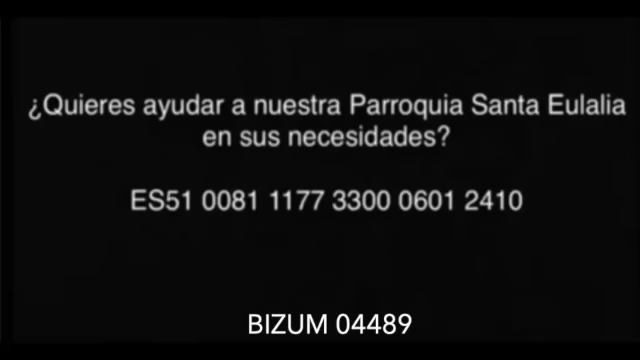 ¿Quieres ayudar a nuestra Parroquia Santa Eulalia
en sus necesidades?
ES51 0081 1177 3300 0601 2410
BIZUM 04489